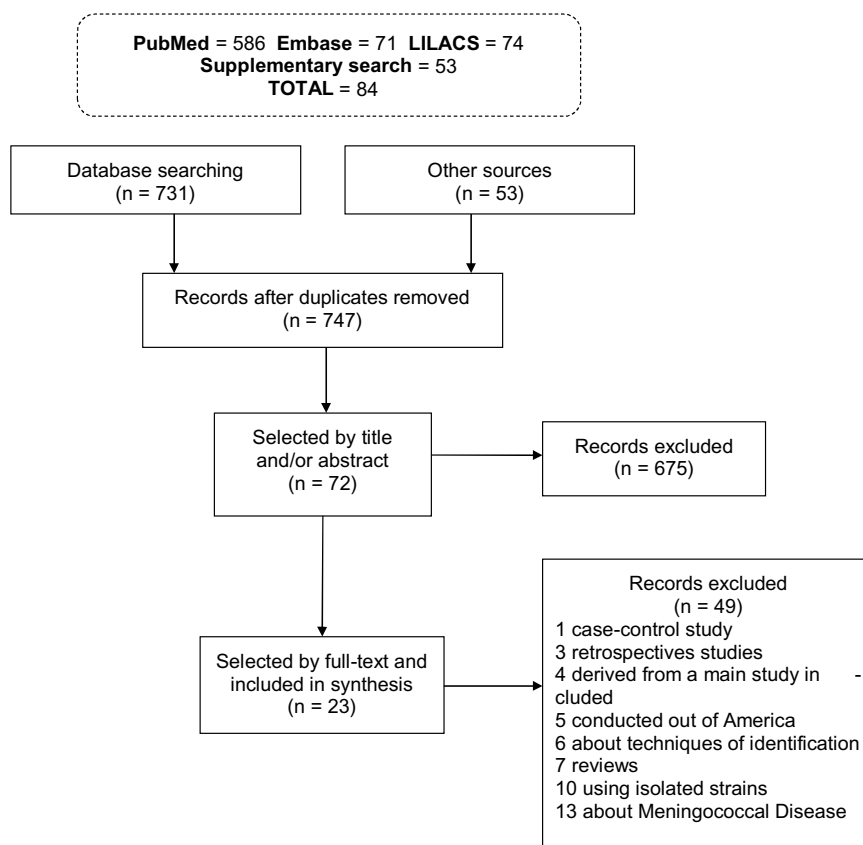 PubMed = 586 Embase = 71 LILACS = 74
Supplementary search = 53
TOTAL = 84
Database searching
(n = 731)
Other sources
(n = 53)
Records after duplicates removed
(n = 747)
Selected by title
and/or abstract
(n = 72)
Records excluded
(n = 675)
Selected by full-text and
included in synthesis
(n = 23)
Records excluded
(n = 49)
1 case-control study
3 retrospectives studies
4 derived from a main study in -
cluded
5 conducted out of America
6 about techniques of identification
7 reviews
10 using isolated strains
13 about Meningococcal Disease